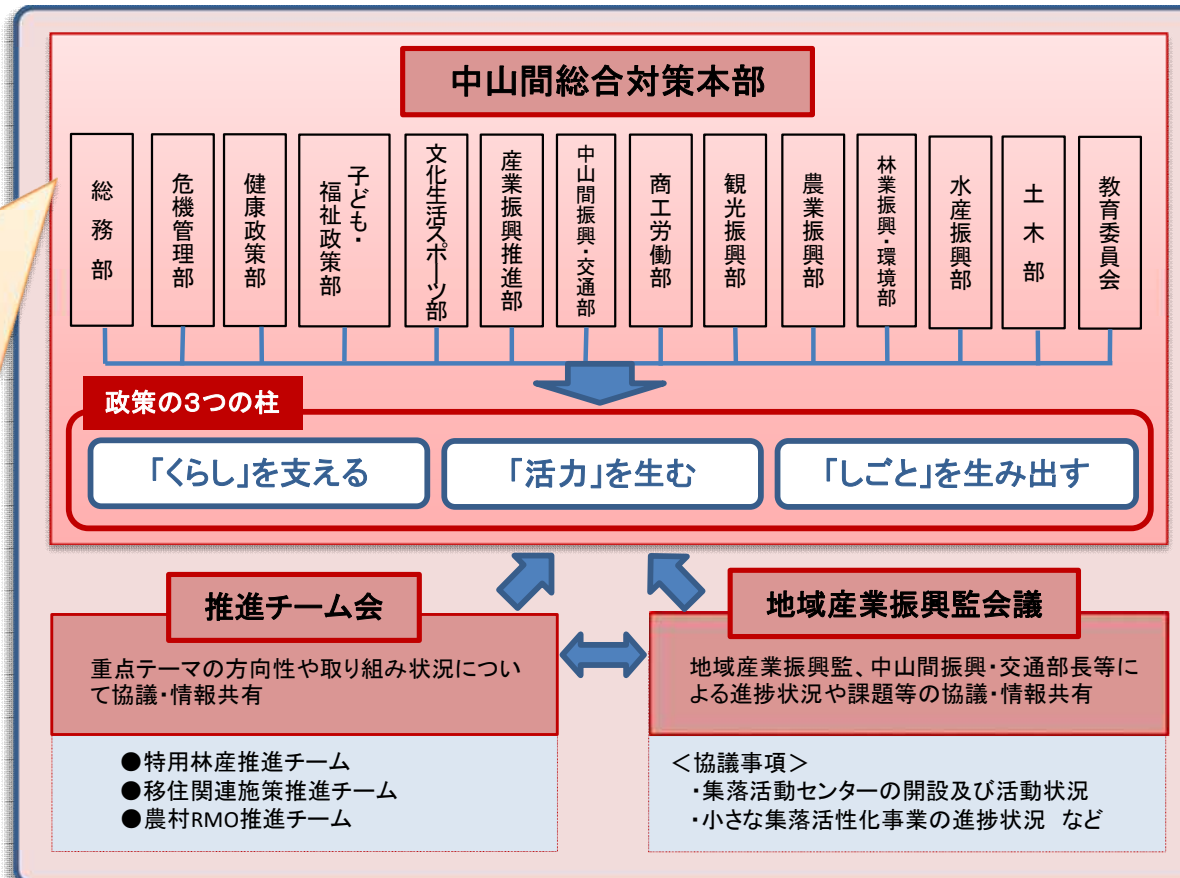 中山間総合対策本部
総務部
危機管理部
健康政策部
子ども・
福祉政策部
文化生活スポーツ部
産業振興推進部
中山間振興・交通部
商工労働部
観光振興部
農業振興部
林業振興・環境部
水産振興部
土木部
教育委員会
政策の3つの柱
「くらし」を支える
「活力」を生む
「しごと」を生み出す
推進チーム会
重点テーマの方向性や取り組み状況につい
て協議・情報共有
●特用林産推進チーム
●移住関連施策推進チーム
●農村RMO推進チーム
地域産業振興監会議
地域産業振興監、中山間振興・交通部長等に
よる進捗状況や課題等の協議・情報共有
＜協議事項＞
・集落活動センターの開設及び活動状況
・小さな集落活性化事業の進捗状況 など